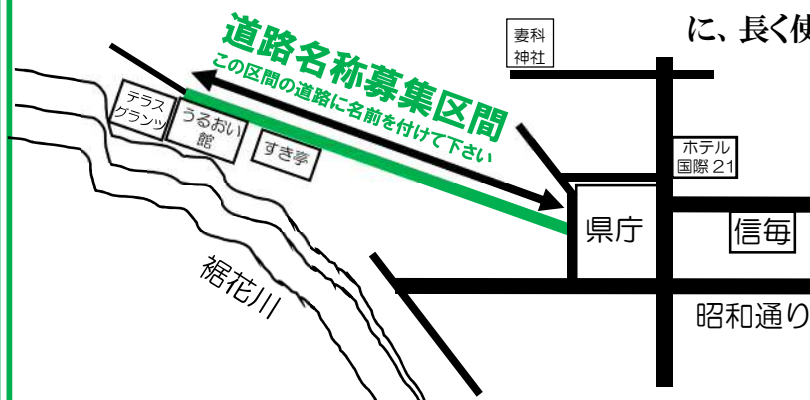 に、長く使
妻科
神社
道路名称募集区間
この区間の道路に名前を付けて下さい
テラス
グランツ
うるおい
館
すき亭
ホテル
国際21
県庁
信毎
裾花川
昭和通り